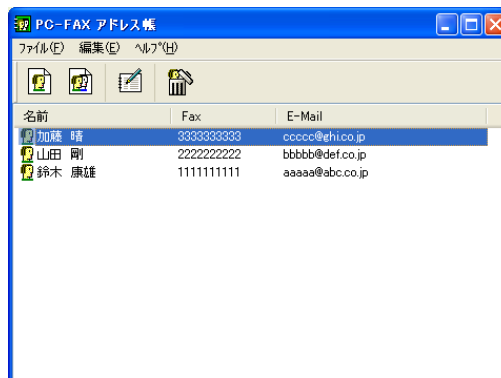 PC-FAX アドレス帳
ファイル(F) 編集(E) ヘルプ(H)
名前 Fax E-Mail
加藤 晴 3333333333 ccccc@ghi.co.jp
山田 剛 2222222222 bbbbb@def.co.jp
鈴木 康雄 1111111111 aaaaa@abc.co.jp